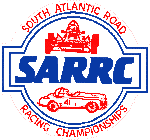 SOUTH ATLANTIC ROAD
SARRC
RACING CHAMPIONSHIPS